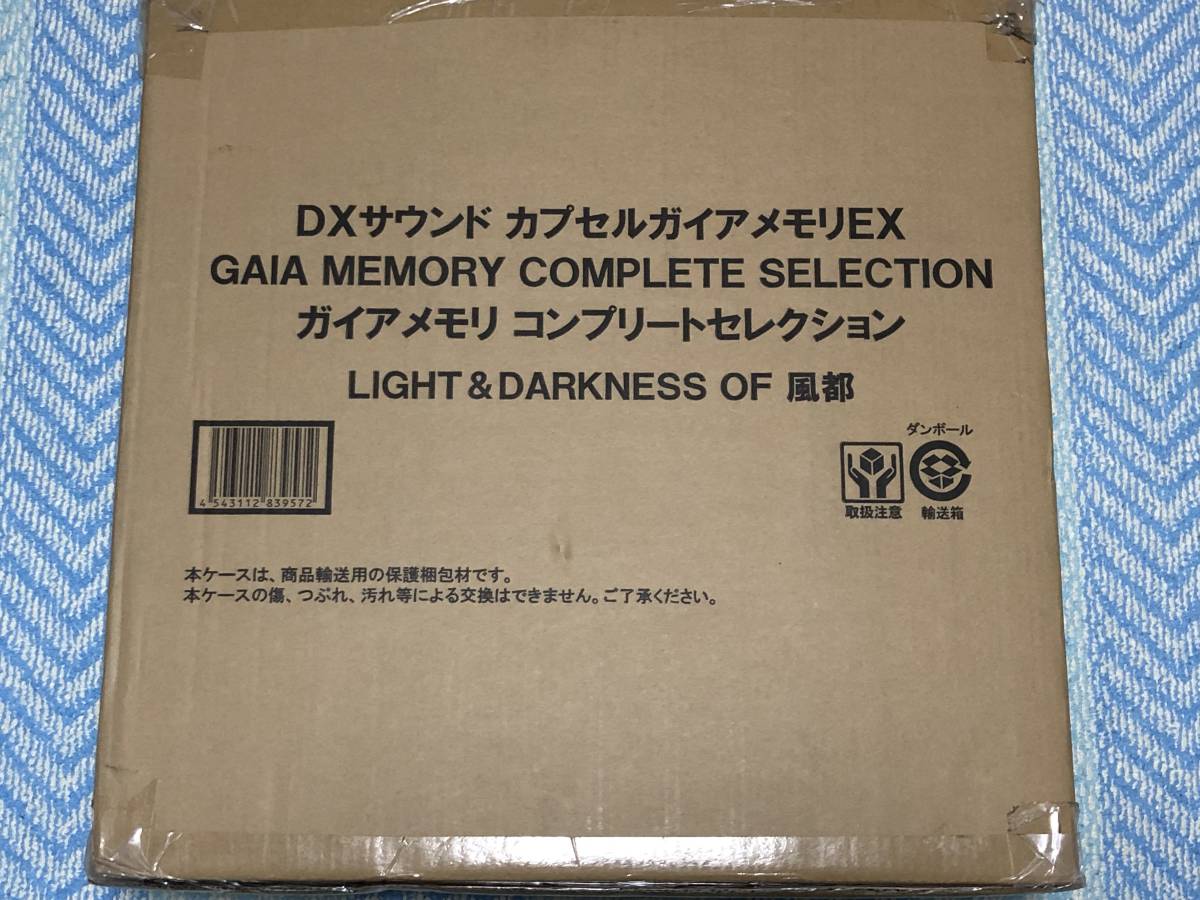 DXサウンド カプセルガイアメモリEX
GAIA MEMORY COMPLETE SELECTION
ガイアメモリ コンプリートセレクション
LIGHT & DARKNESS OF 風都
4 543112 839572
ダンボール
取扱注意 輸送箱
本ケースは、商品輸送用の保護梱包材です。
本ケースの傷、つぶれ、汚れ等による交換はできません。ご了承ください。